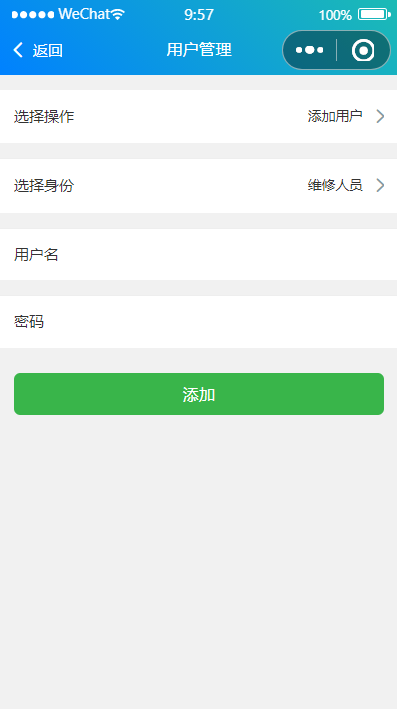 WeChat 9:57 100%
返回 用户管理
选择操作 添加用户
选择身份 维修人员
用户名
密码
添加